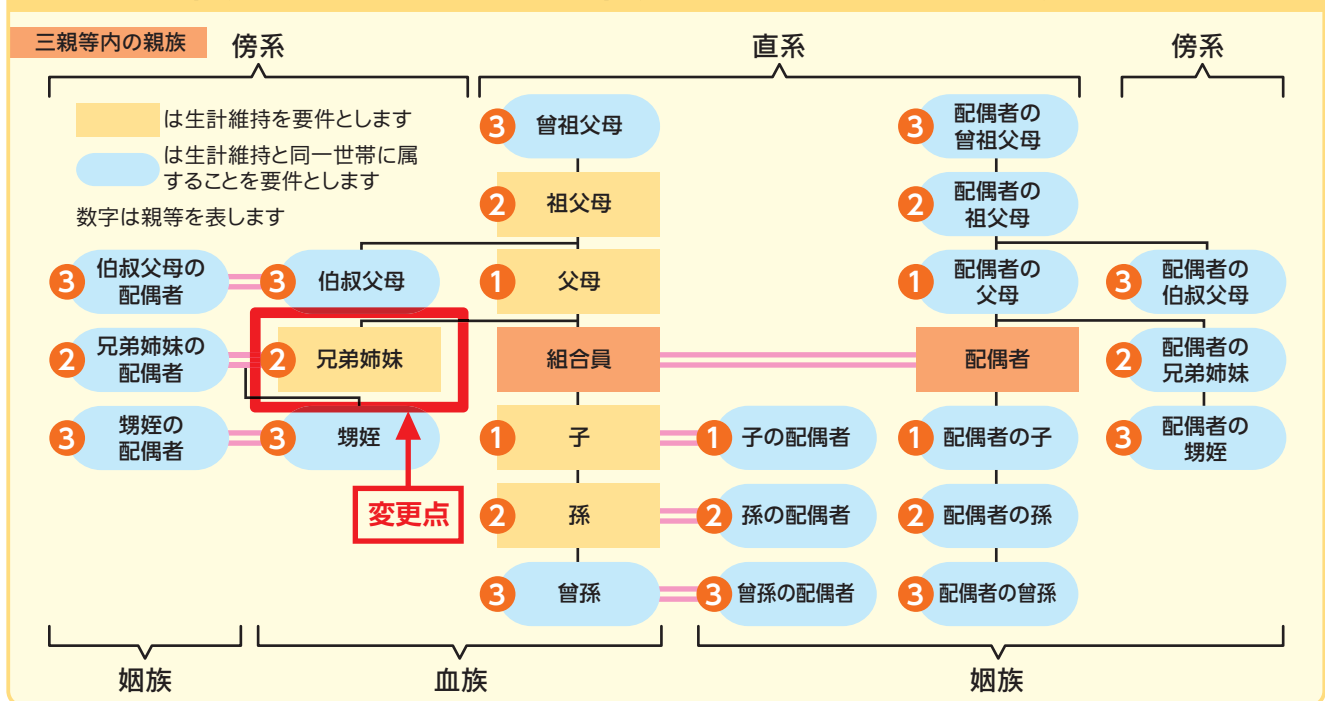 三親等内の親族
傍系
直系
傍系
は生計維持を要件とします
は生計維持と同一世帯に属
することを要件とします
数字は親等を表します
3 曾祖父母
3 配偶者の
曾祖父母
2 祖父母
2 配偶者の
祖父母
3 伯叔父母の
配偶者
3 伯叔父母
1 父母
1 配偶者の
父母
3 配偶者の
伯叔父母
2 兄弟姉妹の
配偶者
2 兄弟姉妹
組合員
配偶者
2 配偶者の
兄弟姉妹
3 甥姪の
配偶者
3 甥姪
1 子
1 子の配偶者
1 配偶者の子
3 配偶者の
甥姪
変更点
2 孫
2 孫の配偶者
2 配偶者の孫
3 曾孫
3 曾孫の配偶者
3 配偶者の曾孫
姻族
血族
姻族